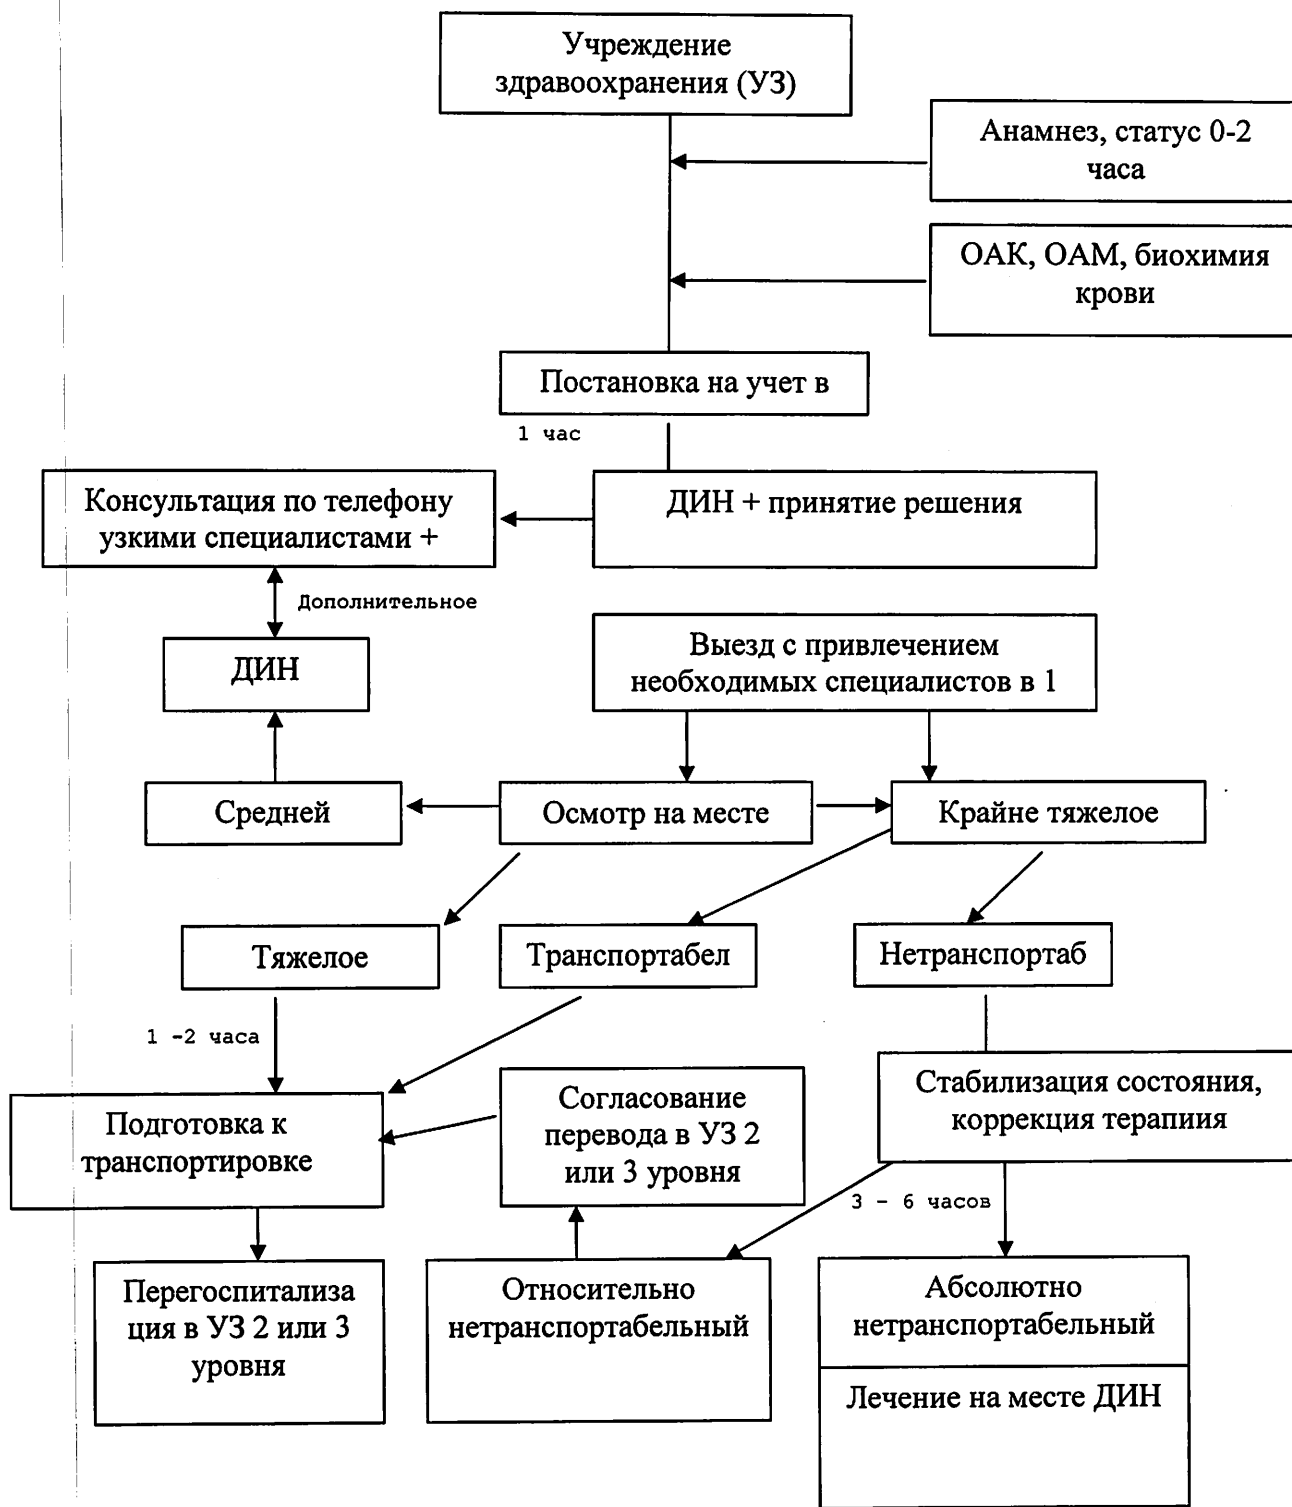 Учреждение
здравоохранения (УЗ)
Анамнез, статус 0-2
часа
ОАК, ОАМ, биохимия
крови
Постановка на учет в
1 час
Консультация по телефону
узкими специалистами +
ДИН + принятие решения
Дополнительное
ДИН
Выезд с привлечением
необходимых специалистов в 1
Средней
Осмотр на месте
Крайне тяжелое
Тяжелое
Транспортабел
Нетранспортаб
1 -2 часа
Подготовка к
транспортировке
Согласование
перевода в УЗ 2
или 3 уровня
Стабилизация состояния,
коррекция терапиия
3 - 6 часов
Перегоспитализа
ция в УЗ 2 или 3
уровня
Относительно
нетранспортабельный
Абсолютно
нетранспортабельный
Лечение на месте ДИН